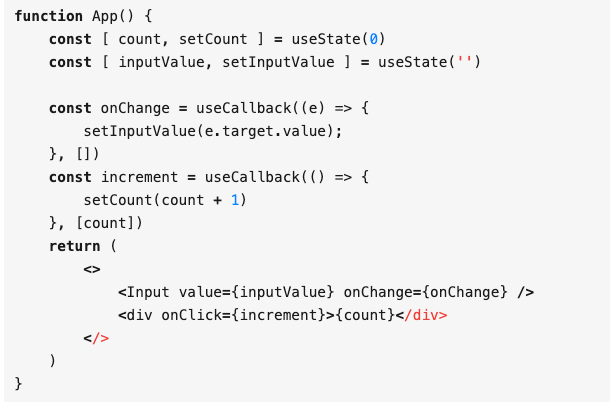 function App() {
    const [ count, setCount ] = useState(0)
    const [ inputValue, setInputValue ] = useState('')

    const onChange = useCallback((e) => {
        setInputValue(e.target.value);
    }, [])
    const increment = useCallback(() => {
        setCount(count + 1)
    }, [count])
    return (
        <>
            <Input value={inputValue} onChange={onChange} />
            <div onClick={increment}>{count}</div>
        </>
    )
}